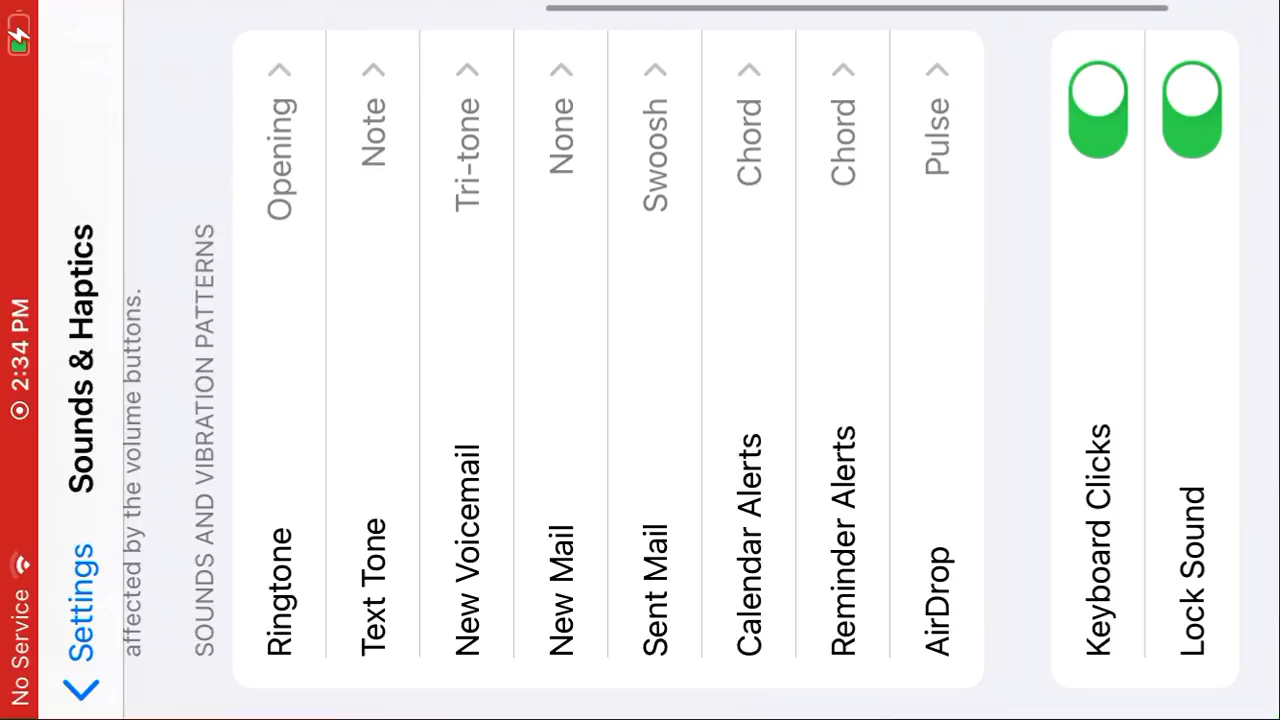 No Service 2:34 PM
Settings Sounds & Haptics
affected by the volume buttons.
SOUNDS AND VIBRATION PATTERNS
Ringtone Opening
Text Tone Note
New Voicemail Tri-tone
New Mail None
Sent Mail Swoosh
Calendar Alerts Chord
Reminder Alerts Chord
AirDrop Pulse
Keyboard Clicks
Lock Sound